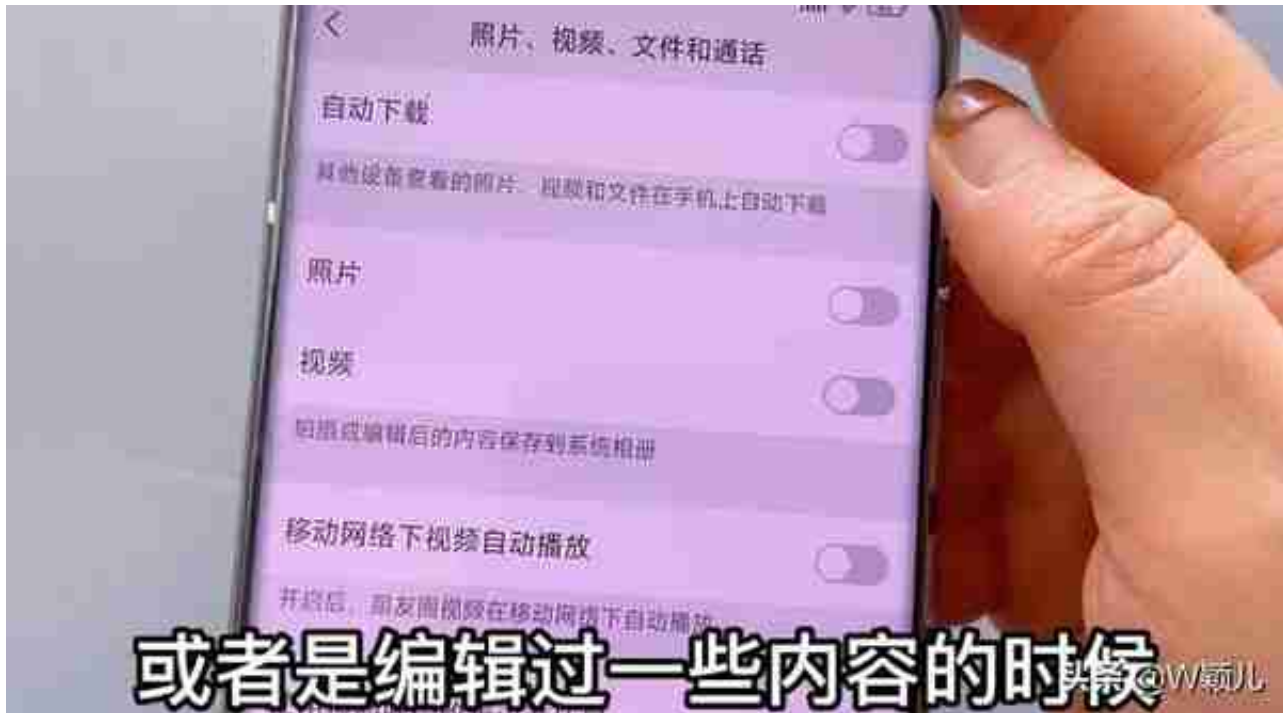 照片、视频、文件和通话
自动下载
其他设备查看的照片、视频和文件在手机上自动下载
照片
视频
拍摄或编辑后的内容保存到系统相册
移动网络下视频自动播放
开启后，朋友圈视频在移动网络下自动播放
或者是编辑过一些内容的时候
头条@W颖儿